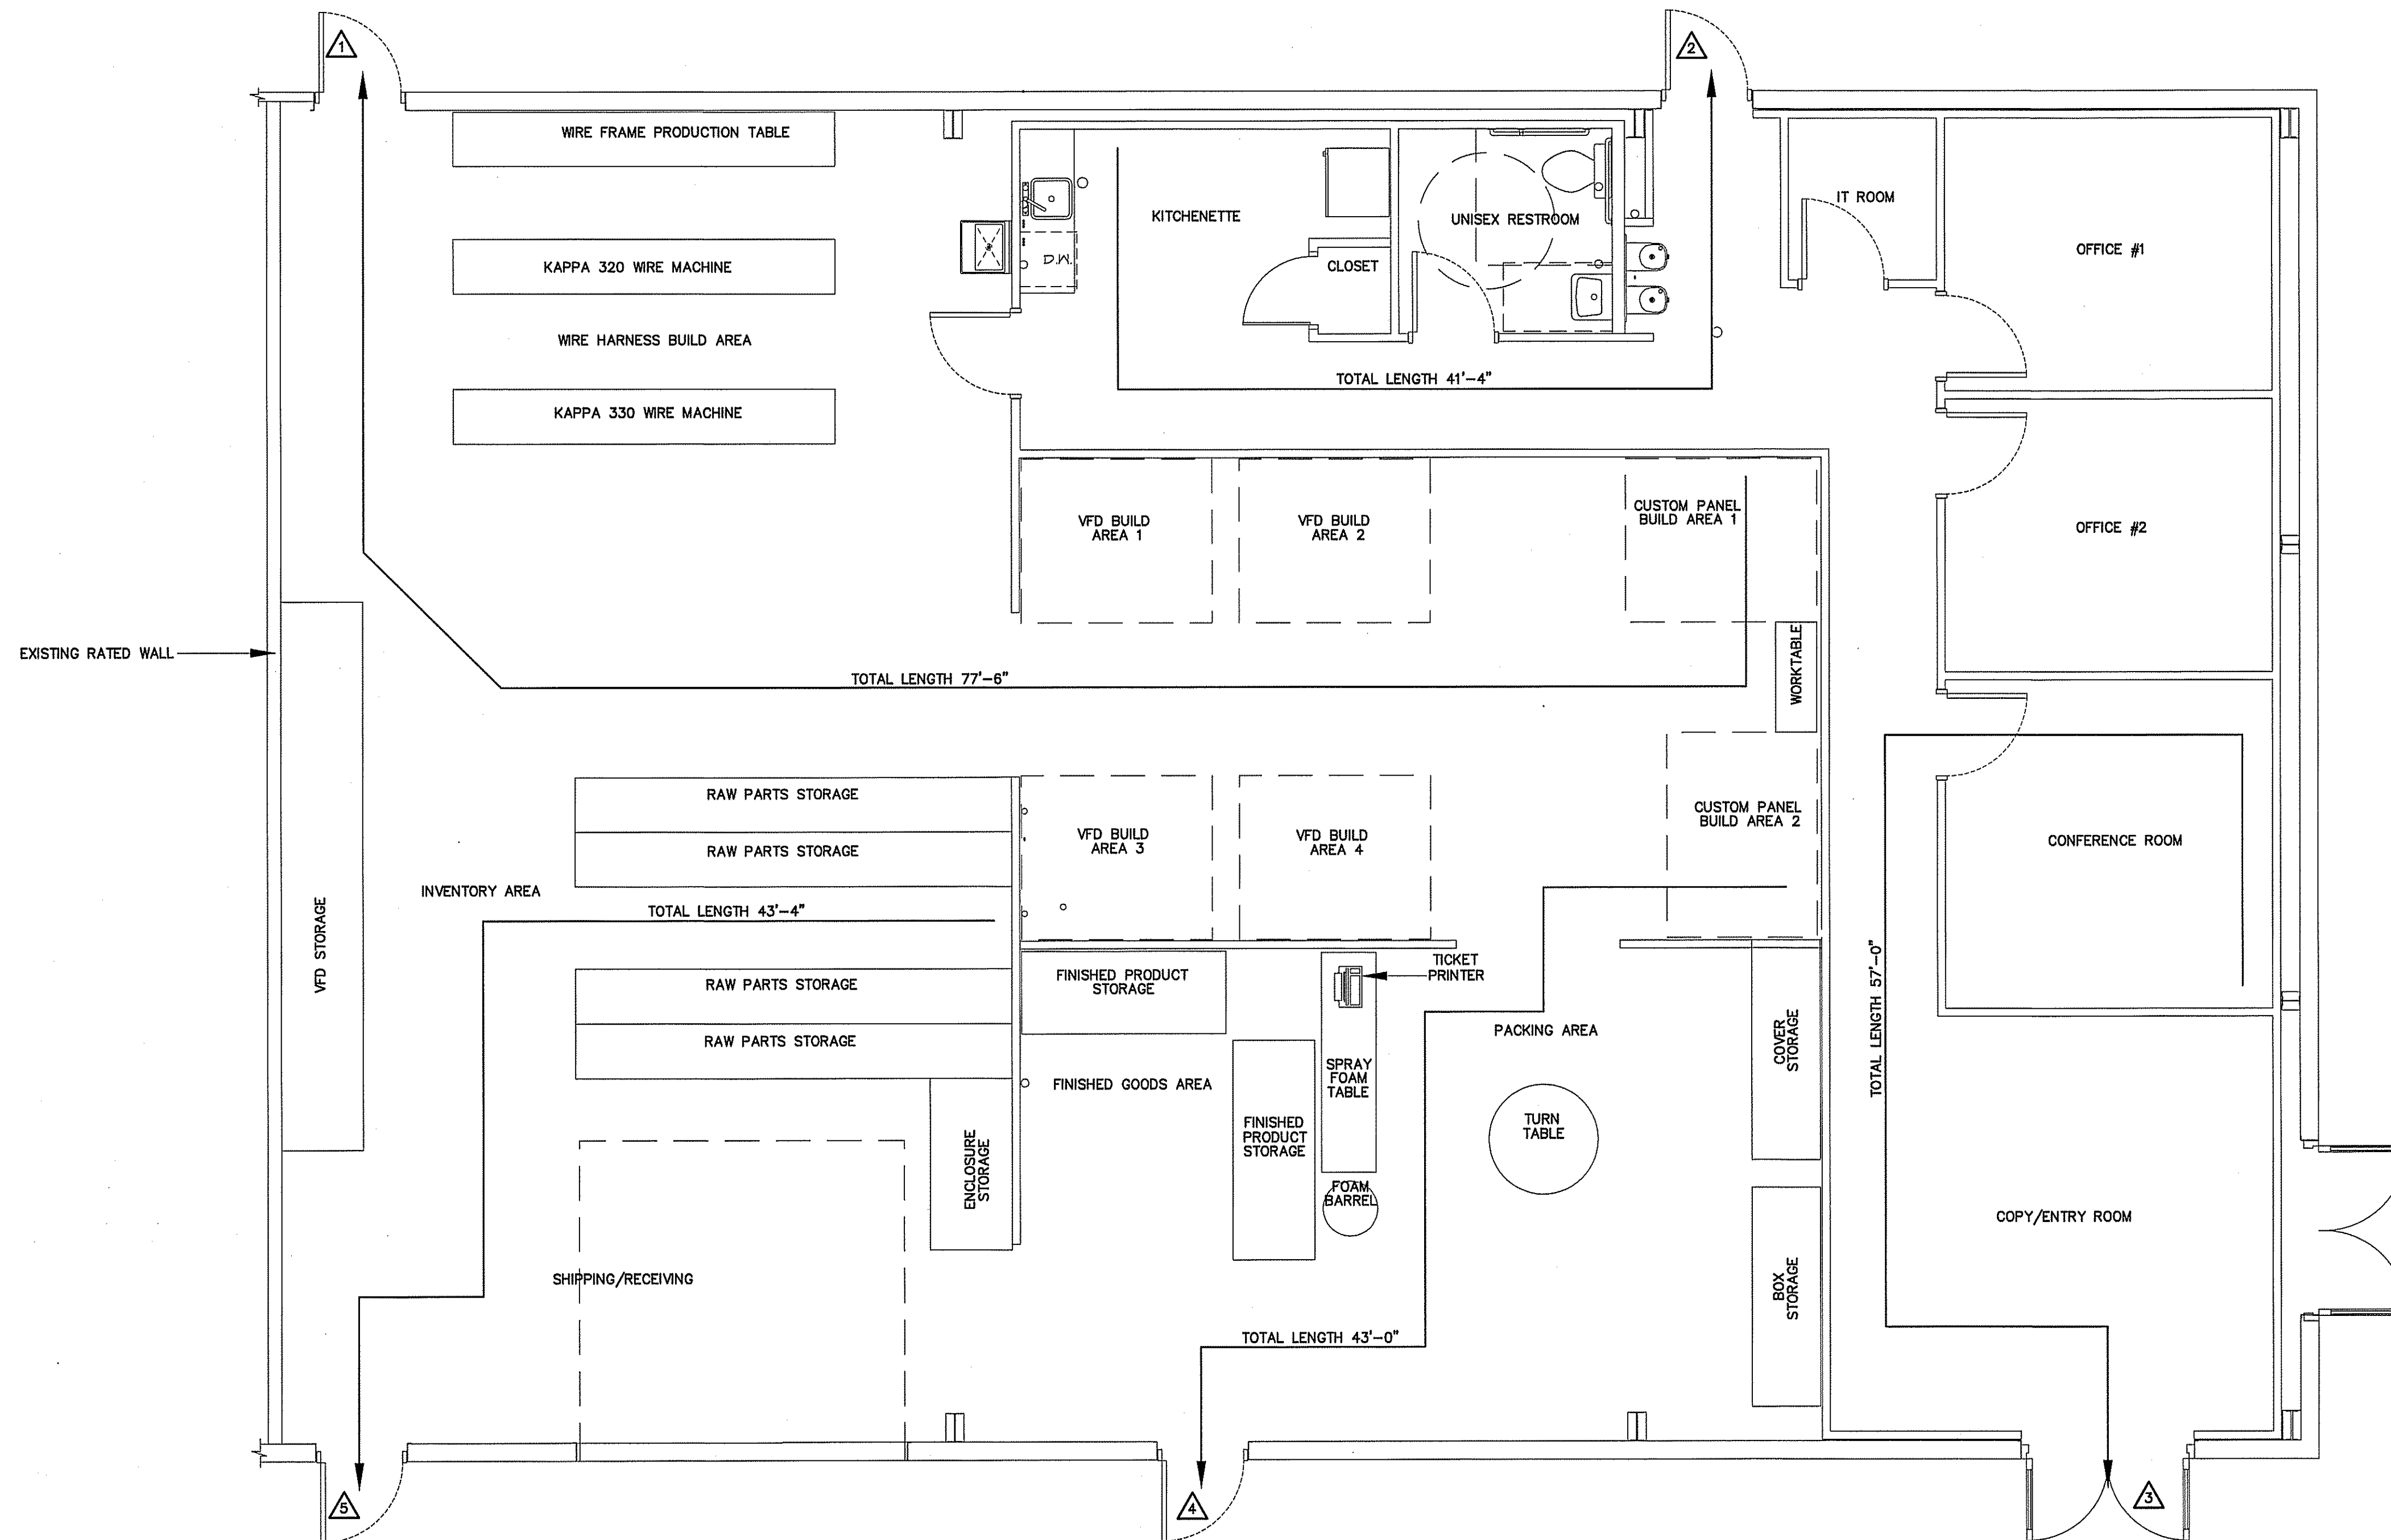 1
2
WIRE FRAME PRODUCTION TABLE
KITCHENETTE
UNISEX RESTROOM
IT ROOM
OFFICE #1
KAPPA 320 WIRE MACHINE
D.W.
CLOSET
WIRE HARNESS BUILD AREA
TOTAL LENGTH 41'-4"
KAPPA 330 WIRE MACHINE
VFD BUILD
AREA 1
VFD BUILD
AREA 2
CUSTOM PANEL
BUILD AREA 1
OFFICE #2
EXISTING RATED WALL
WORKTABLE
TOTAL LENGTH 77'-6"
RAW PARTS STORAGE
RAW PARTS STORAGE
VFD BUILD
AREA 3
VFD BUILD
AREA 4
CUSTOM PANEL
BUILD AREA 2
CONFERENCE ROOM
INVENTORY AREA
TOTAL LENGTH 43'-4"
VFD STORAGE
RAW PARTS STORAGE
RAW PARTS STORAGE
FINISHED PRODUCT
STORAGE
TICKET
PRINTER
PACKING AREA
COVER
STORAGE
TOTAL LENGTH 57'-0"
FINISHED GOODS AREA
SPRAY
FOAM
TABLE
ENCLOSURE
STORAGE
FINISHED
PRODUCT
STORAGE
TURN
TABLE
FOAM
BARREL
COPY/ENTRY ROOM
SHIPPING/RECEIVING
BOX
STORAGE
TOTAL LENGTH 43'-0"
5
4
3